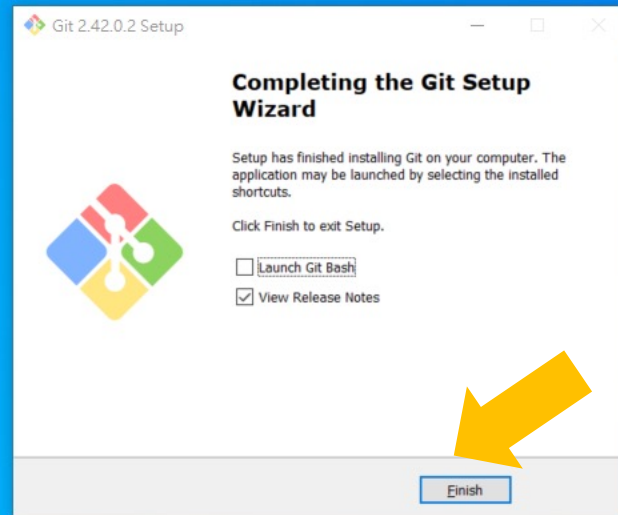 Git 2.42.0.2 Setup
Completing the Git Setup
Wizard
Setup has finished installing Git on your computer. The
application may be launched by selecting the installed
shortcuts.
Click Finish to exit Setup.
Launch Git Bash
View Release Notes
Finish